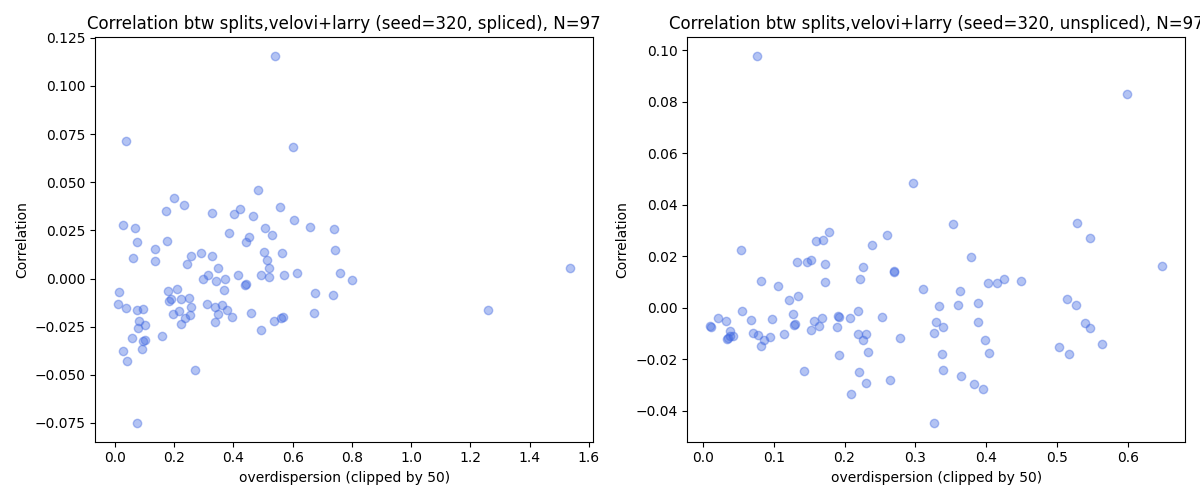 Correlation btw splits,velovi+larry (seed=320, spliced), N=97
0.125
0.100
0.075
0.050
0.025
0.000
−0.025
−0.050
−0.075
Correlation
0.0 0.2 0.4 0.6 0.8 1.0 1.2 1.4 1.6
overdispersion (clipped by 50)
Correlation btw splits,velovi+larry (seed=320, unspliced), N=97
0.10
0.08
0.06
0.04
0.02
0.00
−0.02
−0.04
Correlation
0.0 0.1 0.2 0.3 0.4 0.5 0.6
overdispersion (clipped by 50)